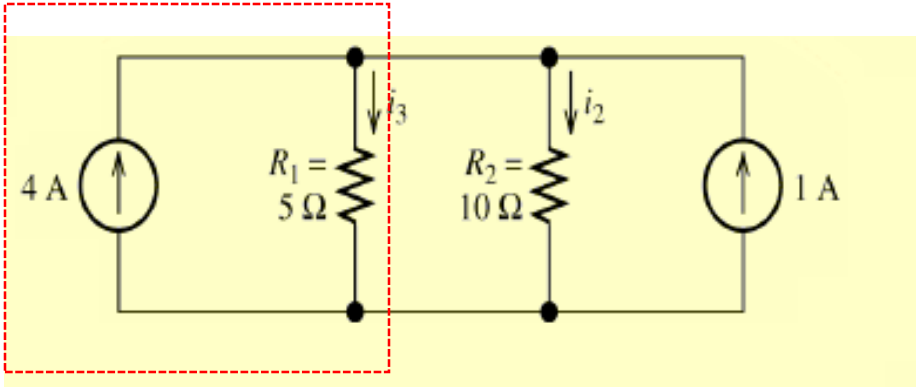 i₃
i₂
R₁ =
5 Ω
R₂ =
10 Ω
4 A
1 A